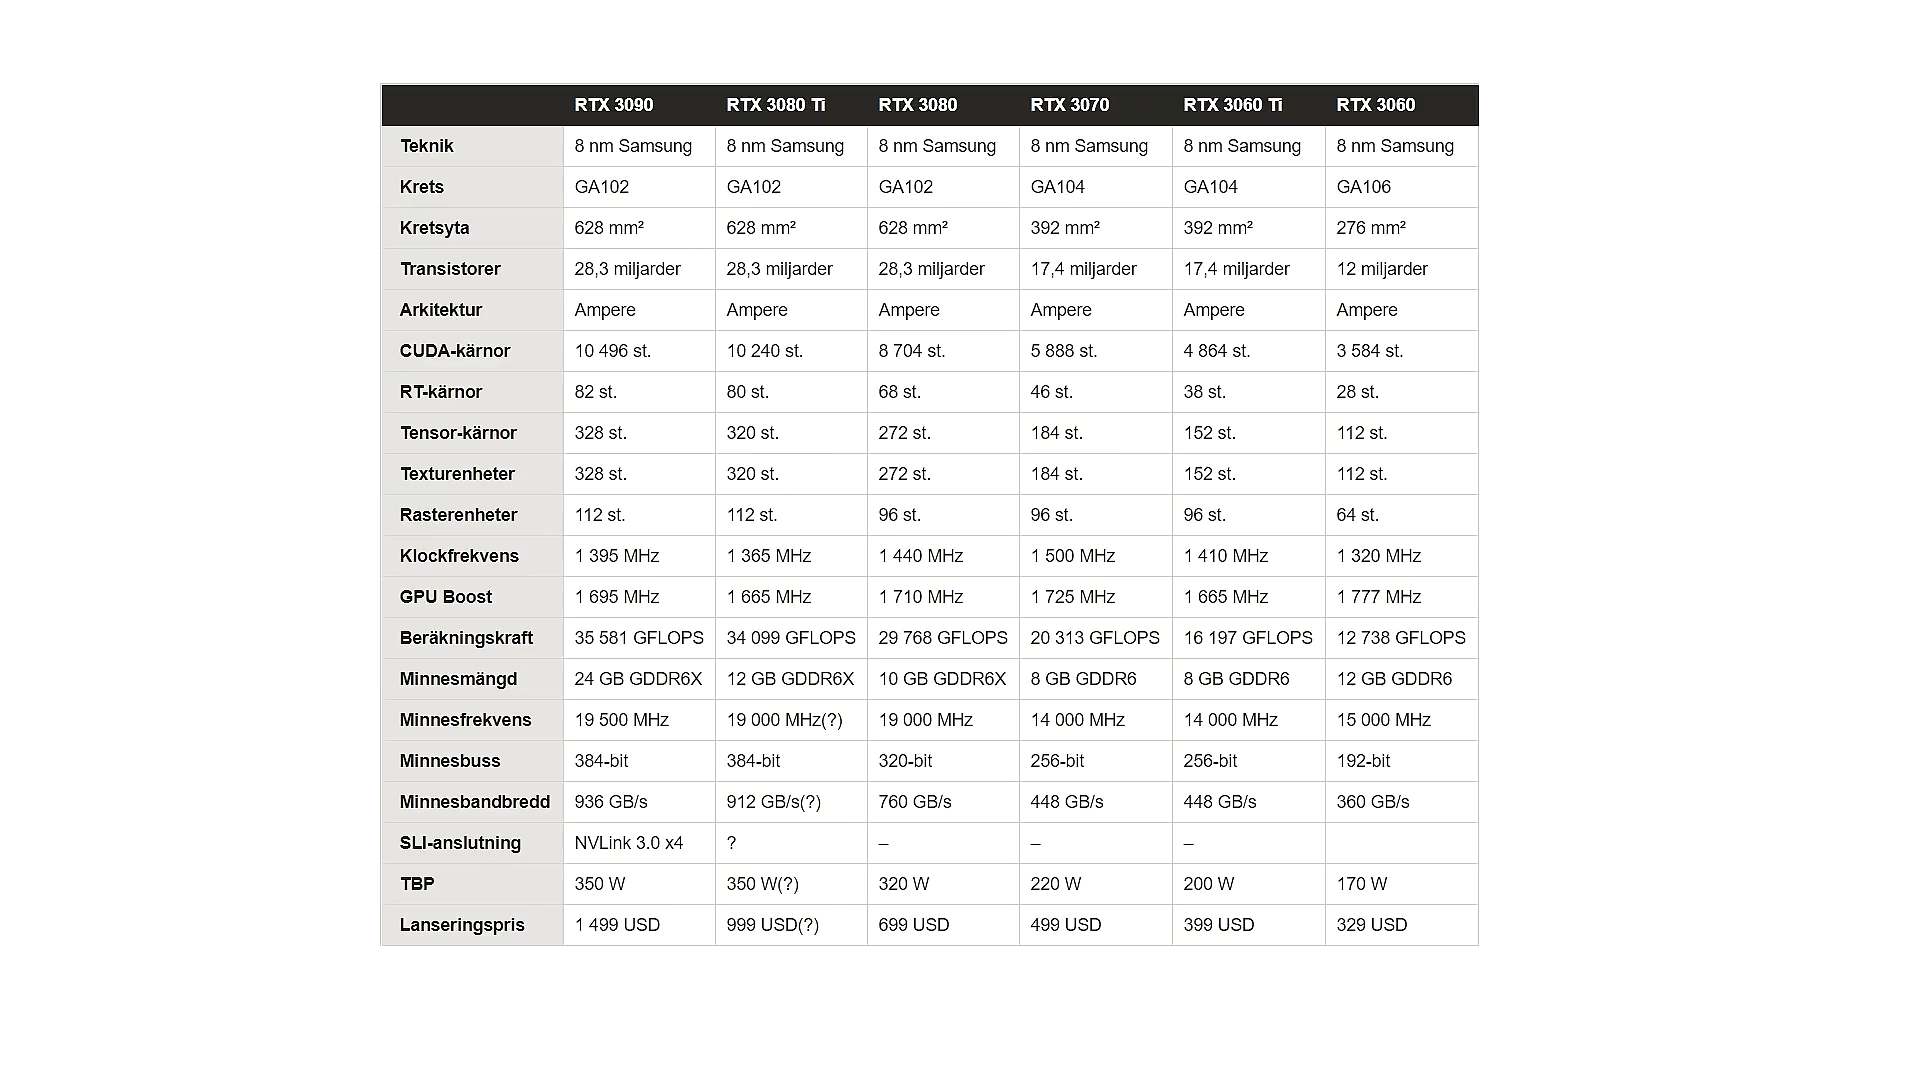 RTX 3090 RTX 3080 Ti RTX 3080 RTX 3070 RTX 3060 Ti RTX 3060
Teknik 8 nm Samsung 8 nm Samsung 8 nm Samsung 8 nm Samsung 8 nm Samsung 8 nm Samsung
Krets GA102 GA102 GA102 GA104 GA104 GA106
Kretsyta 628 mm² 628 mm² 628 mm² 392 mm² 392 mm² 276 mm²
Transistorer 28,3 miljarder 28,3 miljarder 28,3 miljarder 17,4 miljarder 17,4 miljarder 12 miljarder
Arkitektur Ampere Ampere Ampere Ampere Ampere Ampere
CUDA-kärnor 10 496 st. 10 240 st. 8 704 st. 5 888 st. 4 864 st. 3 584 st.
RT-kärnor 82 st. 80 st. 68 st. 46 st. 38 st. 28 st.
Tensor-kärnor 328 st. 320 st. 272 st. 184 st. 152 st. 112 st.
Texturenheter 328 st. 320 st. 272 st. 184 st. 152 st. 112 st.
Rasterenheter 112 st. 112 st. 96 st. 96 st. 96 st. 64 st.
Klockfrekvens 1 395 MHz 1 365 MHz 1 440 MHz 1 500 MHz 1 410 MHz 1 320 MHz
GPU Boost 1 695 MHz 1 665 MHz 1 710 MHz 1 725 MHz 1 665 MHz 1 777 MHz
Beräkningskraft 35 581 GFLOPS 34 099 GFLOPS 29 768 GFLOPS 20 313 GFLOPS 16 197 GFLOPS 12 738 GFLOPS
Minnesmängd 24 GB GDDR6X 12 GB GDDR6X 10 GB GDDR6X 8 GB GDDR6 8 GB GDDR6 12 GB GDDR6
Minnesfrekvens 19 500 MHz 19 000 MHz(?) 19 000 MHz 14 000 MHz 14 000 MHz 15 000 MHz
Minnesbuss 384-bit 384-bit 320-bit 256-bit 256-bit 192-bit
Minnesbandbredd 936 GB/s 912 GB/s(?) 760 GB/s 448 GB/s 448 GB/s 360 GB/s
SLI-anslutning NVLink 3.0 x4 ? – – –
TBP 350 W 350 W(?) 320 W 220 W 200 W 170 W
Lanseringspris 1 499 USD 999 USD(?) 699 USD 499 USD 399 USD 329 USD